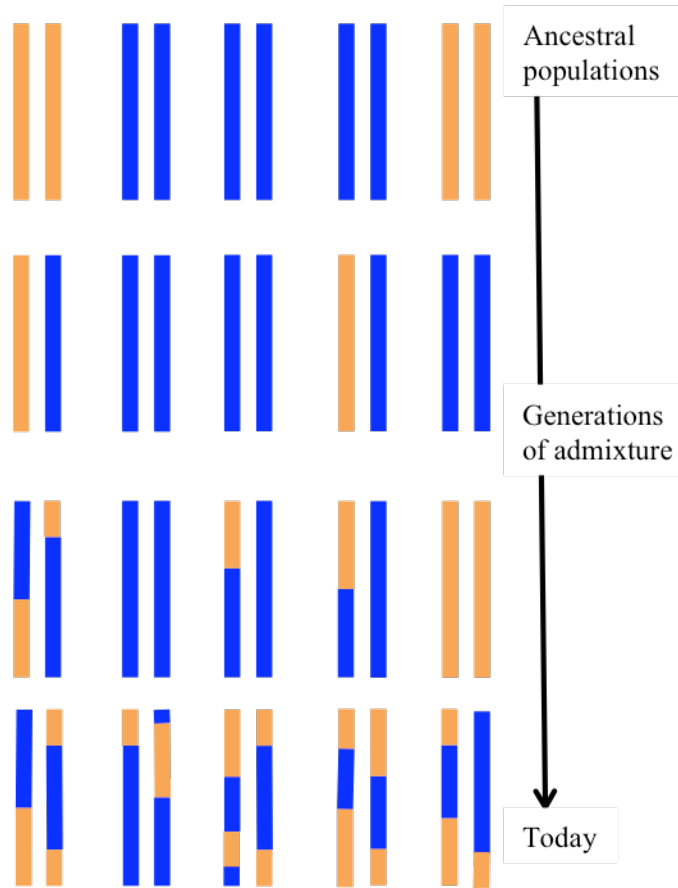 Ancestral
populations
Generations
of admixture
Today